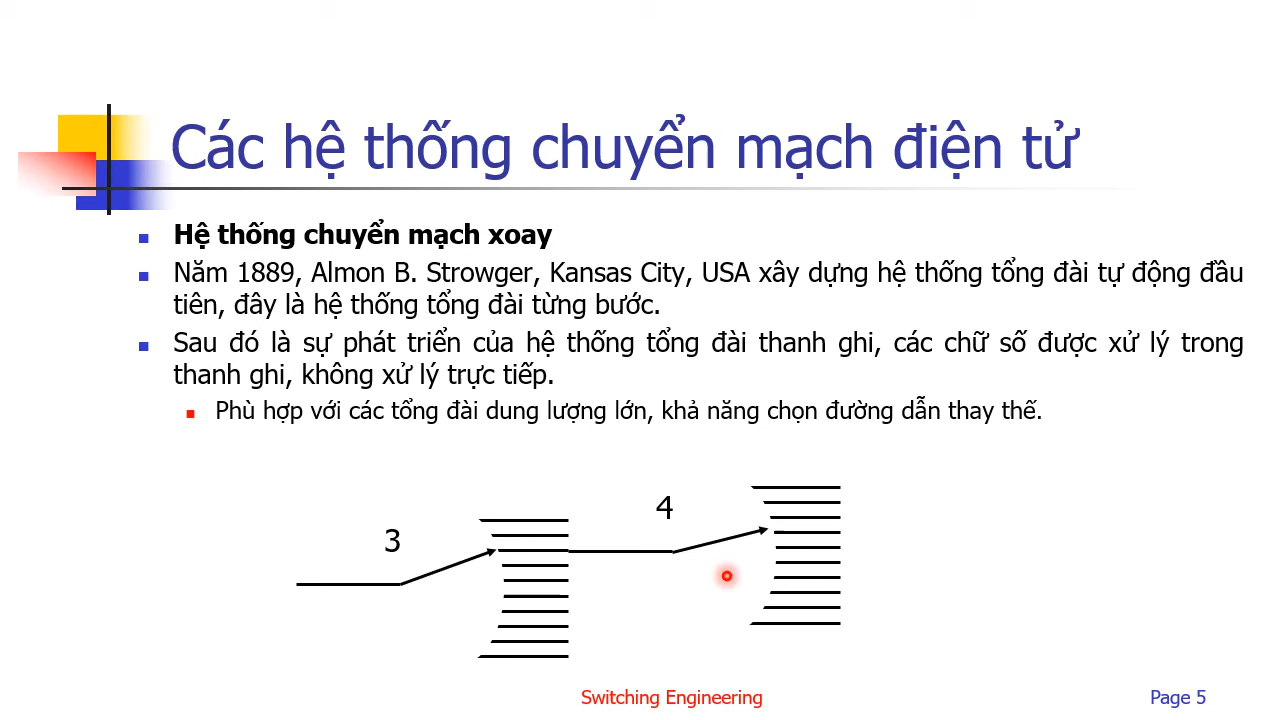 Các hệ thống chuyển mạch điện tử
Hệ thống chuyển mạch xoay
Năm 1889, Almon B. Strowger, Kansas City, USA xây dựng hệ thống tổng đài tự động đầu
tiên, đây là hệ thống tổng đài từng bước.
Sau đó là sự phát triển của hệ thống tổng đài thanh ghi, các chữ số được xử lý trong
thanh ghi, không xử lý trực tiếp.
Phù hợp với các tổng đài dung lượng lớn, khả năng chọn đường dẫn thay thế.
3
4
Switching Engineering
Page 5